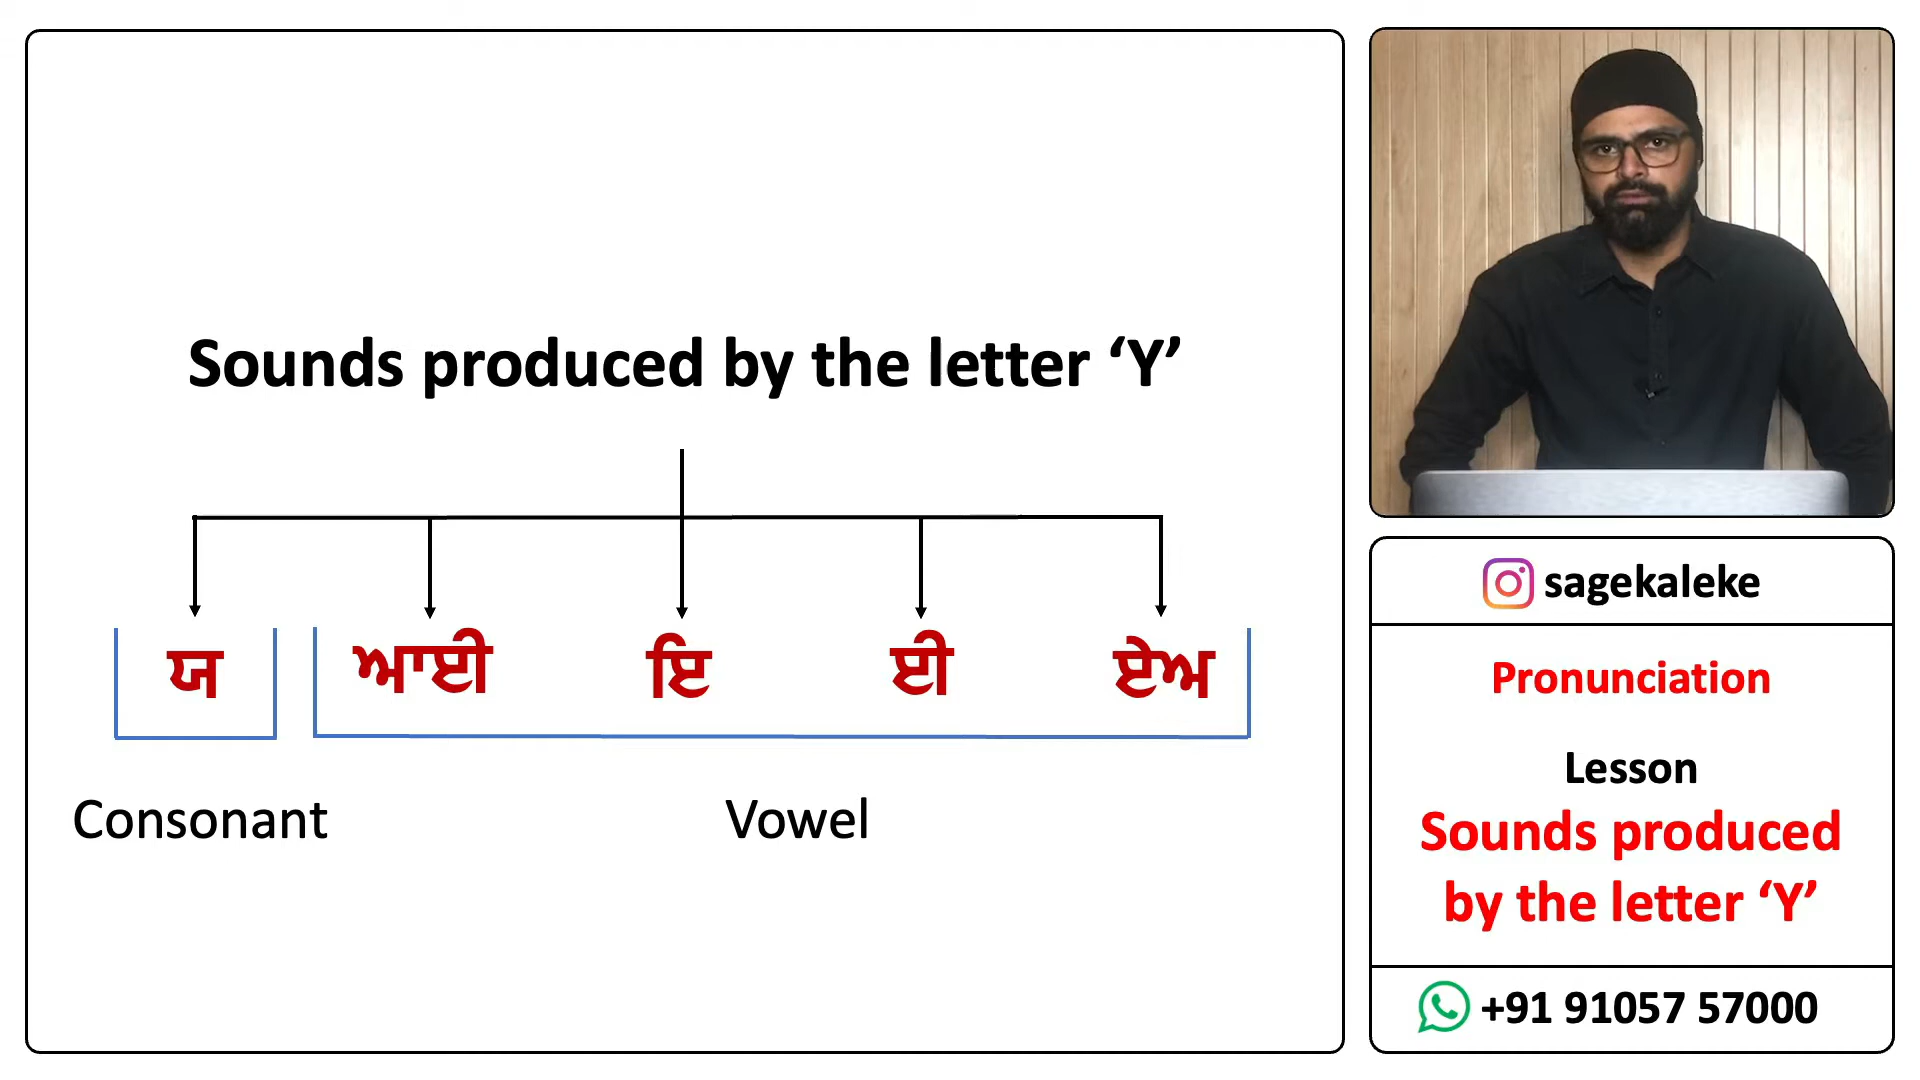 Sounds produced by the letter ‘Y’
ਯ ਆਈ ਇ ਈ ਏਅ
Consonant Vowel
sagekaleke
Pronunciation
Lesson
Sounds produced
by the letter ‘Y’
+91 91057 57000